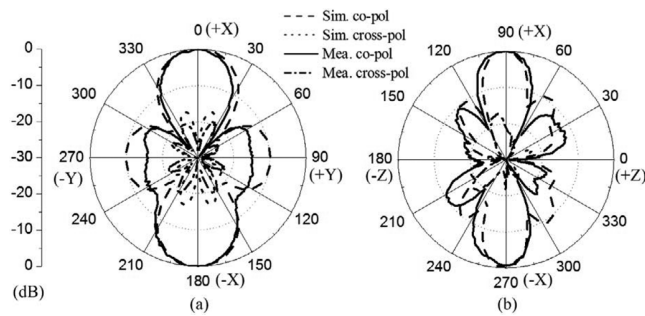 Sim. co-pol
Sim. cross-pol
Mea. co-pol
Mea. cross-pol
0
-10
-20
-30
-20
-10
0
(dB)
0 (+X)
30
60
90
(+Y)
120
150
180 (-X)
210
240
270
(-Y)
300
330
(a)
90 (+X)
60
30
0
(+Z)
330
300
270 (-X)
240
210
180
(-Z)
150
120
(b)